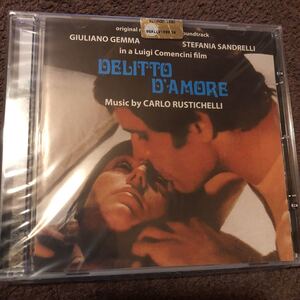 original
soundtrack
GIULIANO GEMMA
STEFANIA SANDRELLI
in a Luigi Comencini film
DELITTO
D'AMORE
Music by CARLO RUSTICHELLI